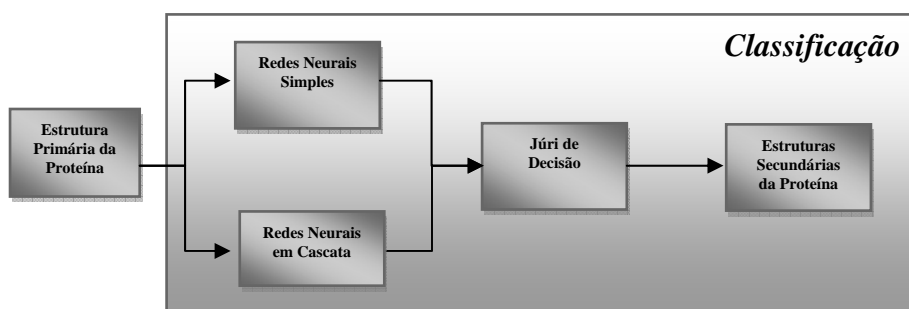 Classificação
Redes Neurais
Simples
Estrutura
Primária da
Proteína
Júri de
Decisão
Estruturas
Secundárias
da Proteína
Redes Neurais
em Cascata